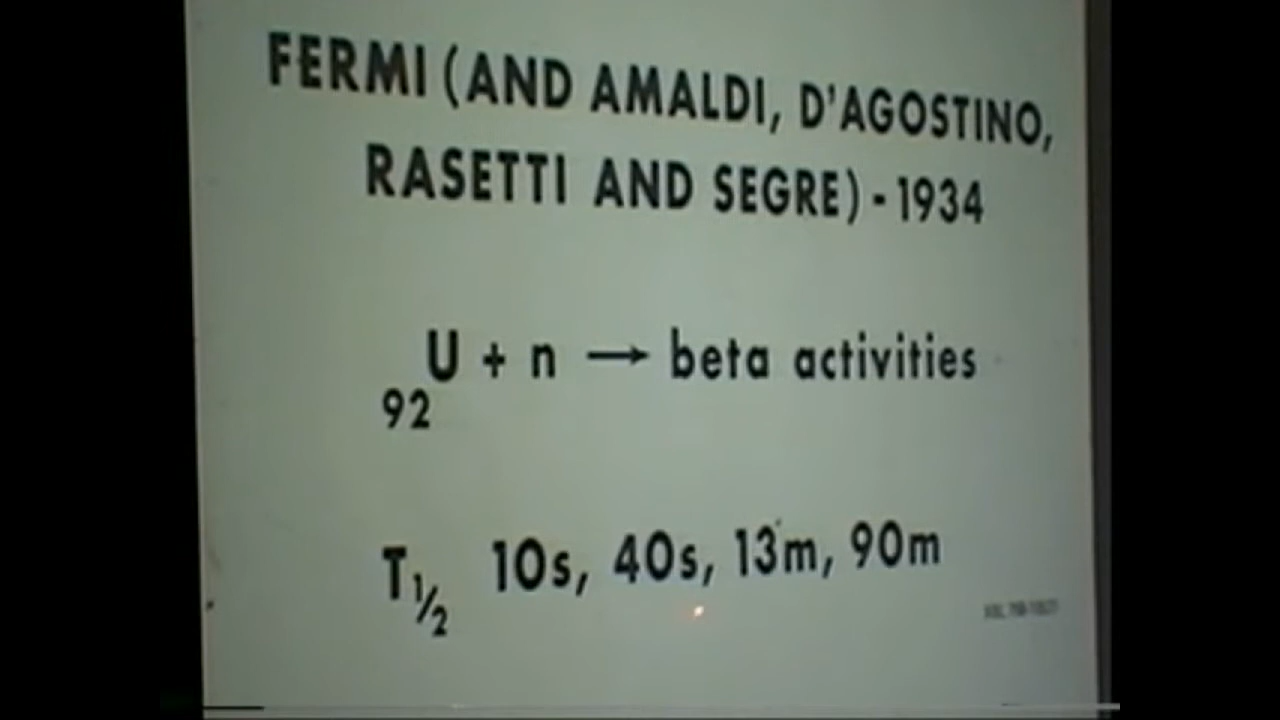 FERMI (AND AMALDI, D'AGOSTINO,
RASETTI AND SEGRE) - 1934
92U + n → beta activities
T1/2 10s, 40s, 13m, 90m